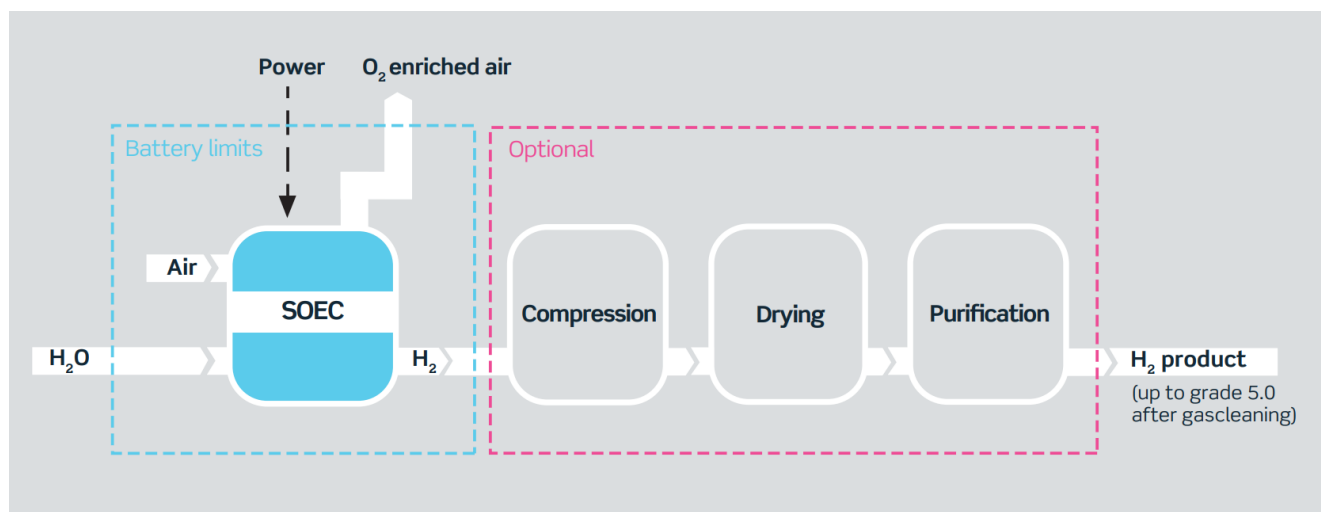 Power
O₂ enriched air
Battery limits
Optional
Air
SOEC
Compression
Drying
Purification
H₂O
H₂
H₂ product
(up to grade 5.0
after gascleaning)